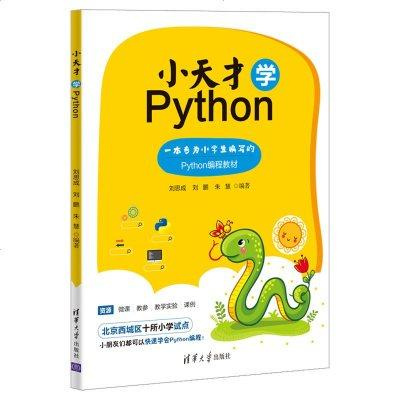 小天才学
Python
一本专为小学生编写的
Python编程教材
刘思成 刘鹏 朱慧 ◎编著
资源 微课 教参 教学实验 课例
北京西城区十所小学试点
小朋友们都可以快速学会Python编程!
清华大学出版社
小天才学Python
刘思成 刘鹏 朱慧 ◎编著
清华大学出版社